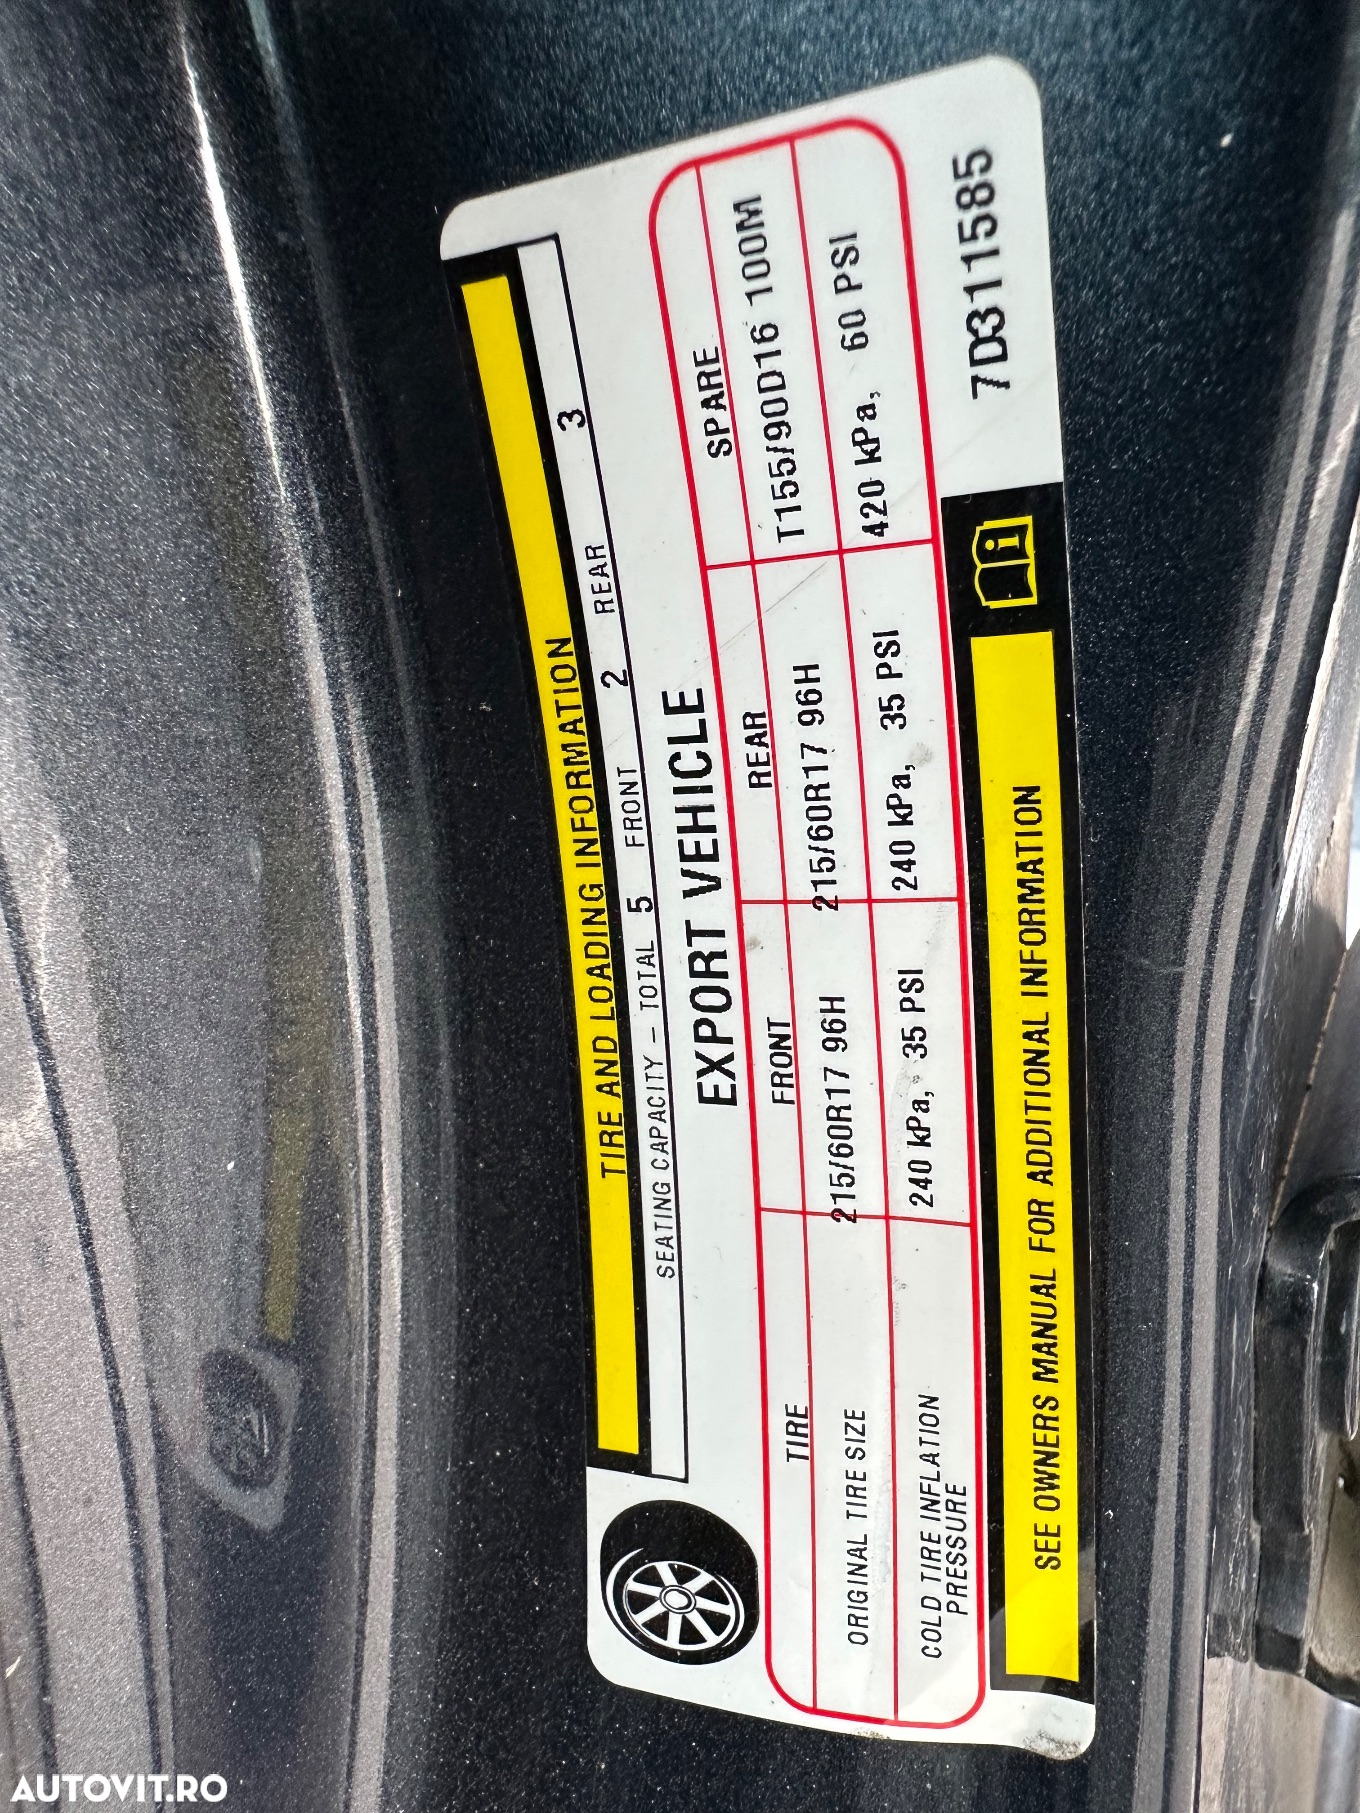 TIRE AND LOADING INFORMATION
SEATING CAPACITY – TOTAL 5 FRONT 2 REAR 3
EXPORT VEHICLE
TIRE FRONT REAR SPARE
ORIGINAL TIRE SIZE 215/60R17 96H 215/60R17 96H T155/90D16 100M
COLD TIRE INFLATION
PRESSURE 240 kPa, 35 PSI 240 kPa, 35 PSI 420 kPa, 60 PSI
SEE OWNERS MANUAL FOR ADDITIONAL INFORMATION
7D311585
AUTOVIT.RO